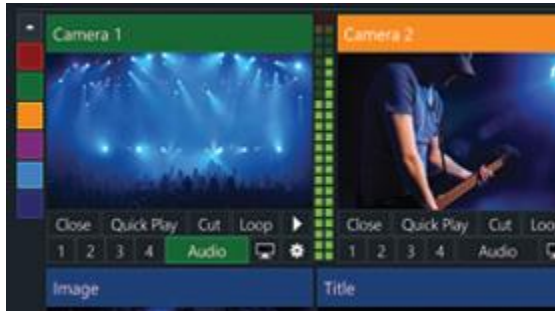 Camera 1
Camera 2
Close Quick Play Cut Loop
Close Quick Play Cut
1 2 3 4 Audio
1 2 3 4 Audio
Image
Title